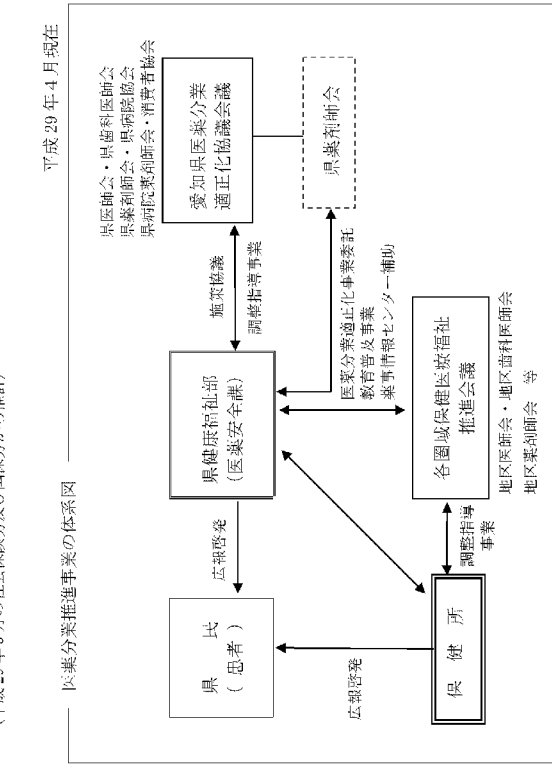 医薬分業推進事業の体系図
平成 29 年 4 月現在
県医師会・県歯科医師会
県薬剤師会・県病院協会
県病院薬剤師会・消費者協会
愛知県医薬分業
適正化協議会議
県薬剤師会
施策協議
調整指導事業
医薬分業適正化事業委託
教育普及事業
薬事情報センター補助
県健康福祉部
(医薬安全課)
広報啓発
県 民
( 患者 )
各圏域保健医療福祉
推進会議
地区医師会・地区歯科医師会
地区薬剤師会 等
調整指導
事業
保 健 所
広報啓発